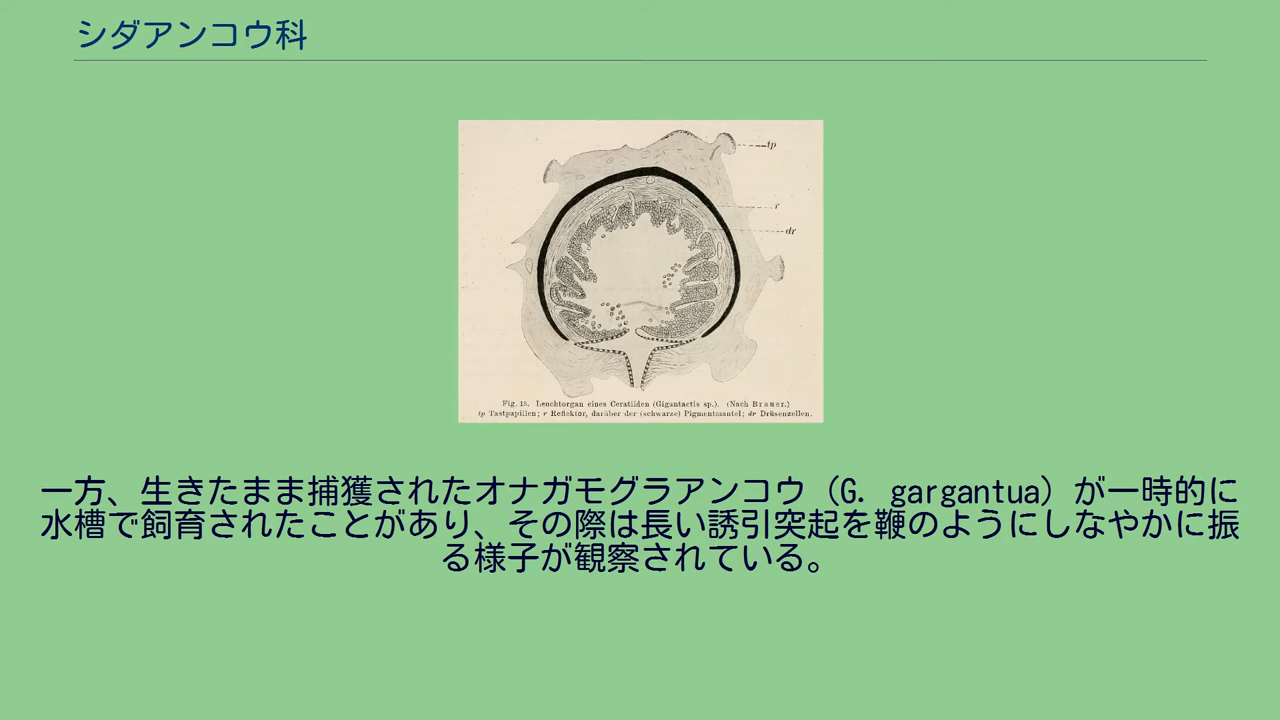 シダアンコウ科
tp
r
dr
Fig. 18. Leuchtorgan eines Ceratiiden (Gigantactis sp.). (Nach Brauer.)
tp Tastpapillen; r Reflektor, darüber der (schwarze) Pigmentmantel; dr Drüsenzellen.
一方、生きたまま捕獲されたオナガモグラアンコウ（G. gargantua）が一時的に
水槽で飼育されたことがあり、その際は長い誘引突起を鞭のようにしなやかに振
る様子が観察されている。